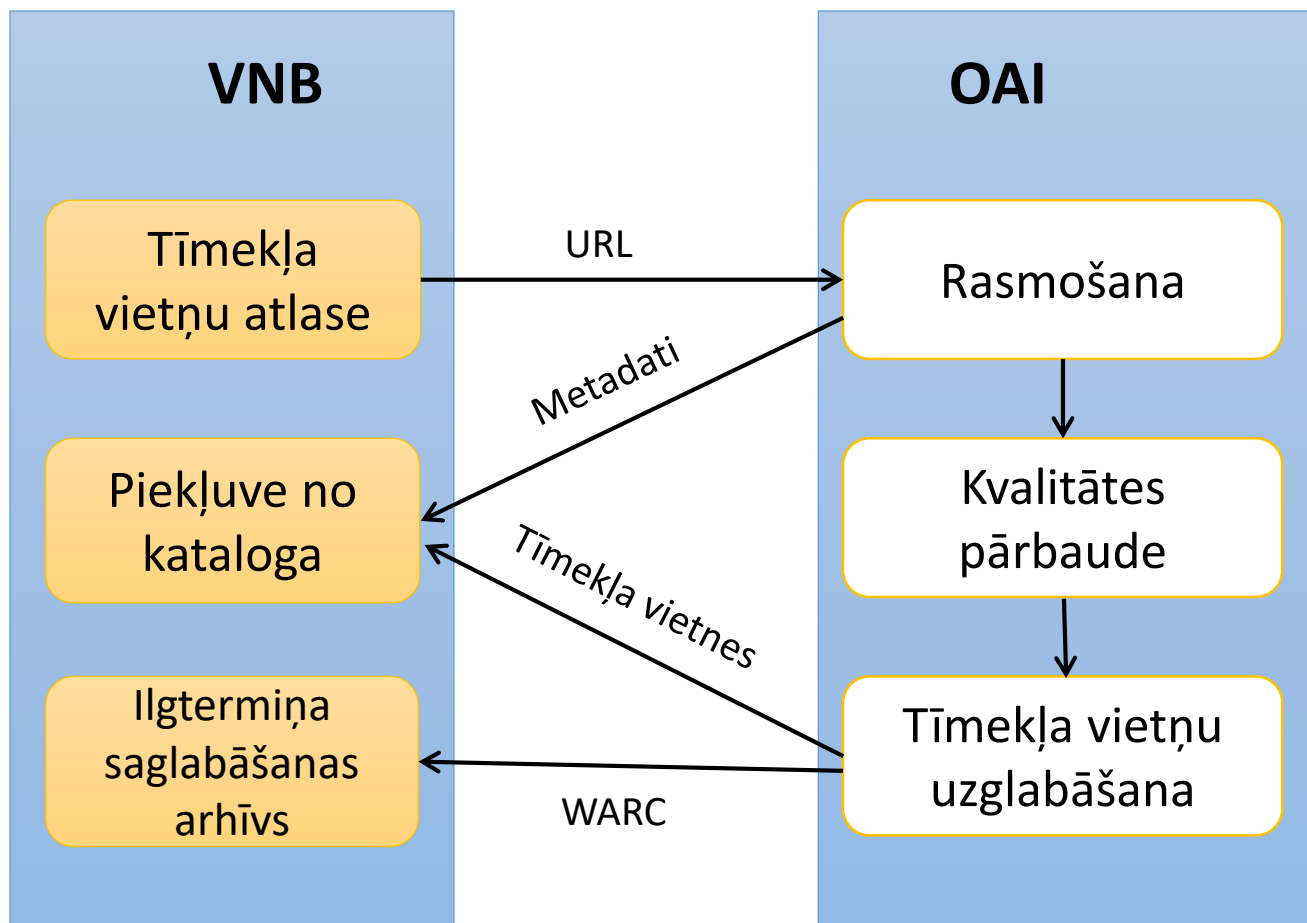 VNB
OAI
Tīmekļa
vietņu atlase
URL
Rasmošana
Metadati
Piekļuve no
kataloga
Kvalitātes
pārbaude
Tīmekļa vietnes
Ilgtermiņa
saglabāšanas
arhīvs
WARC
Tīmekļa vietņu
uzglabāšana